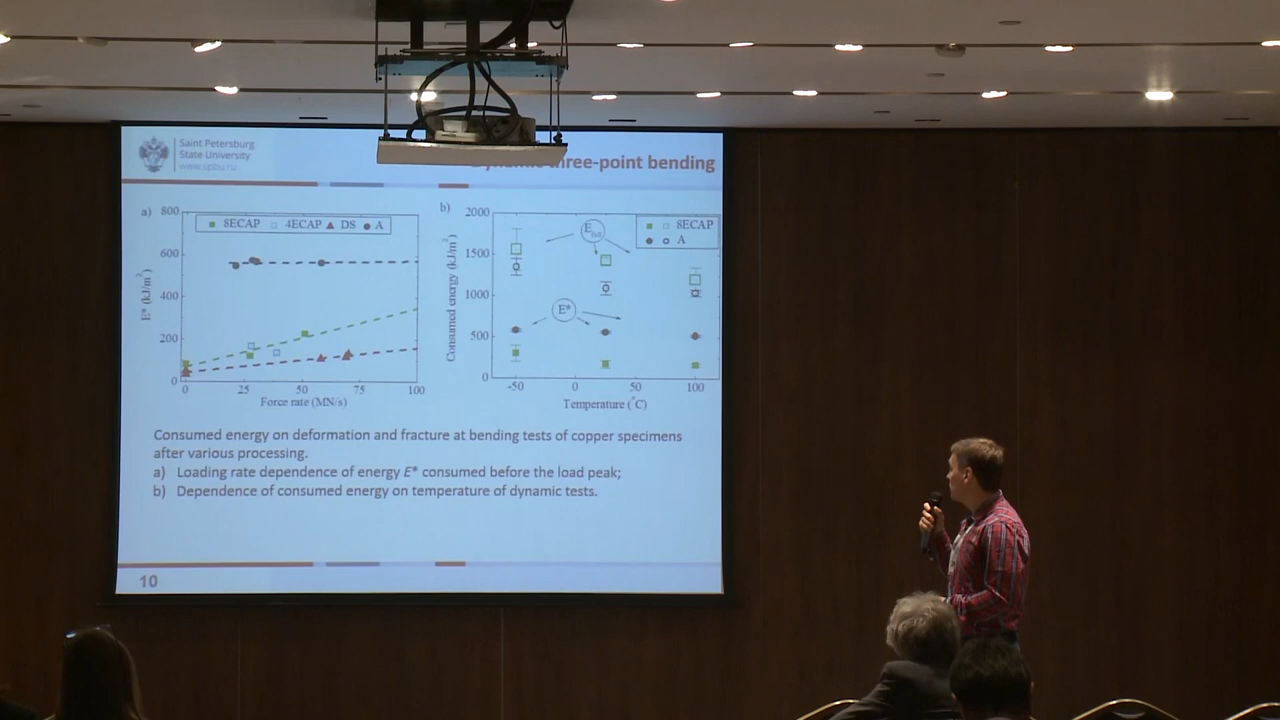 Saint Petersburg
State University
www.spbu.ru
three-point bending
a)
800
600
400
200
0
E* (kJ/m²)
8ECAP 4ECAP DS A
0 25 50 75 100
Force rate (MN/s)
b)
2000
1500
1000
500
0
Consumed energy (kJ/m²)
8ECAP
A
E*
-50 0 50 100
Temperature (°C)
Consumed energy on deformation and fracture at bending tests of copper specimens
after various processing.
a) Loading rate dependence of energy E* consumed before the load peak;
b) Dependence of consumed energy on temperature of dynamic tests.
10